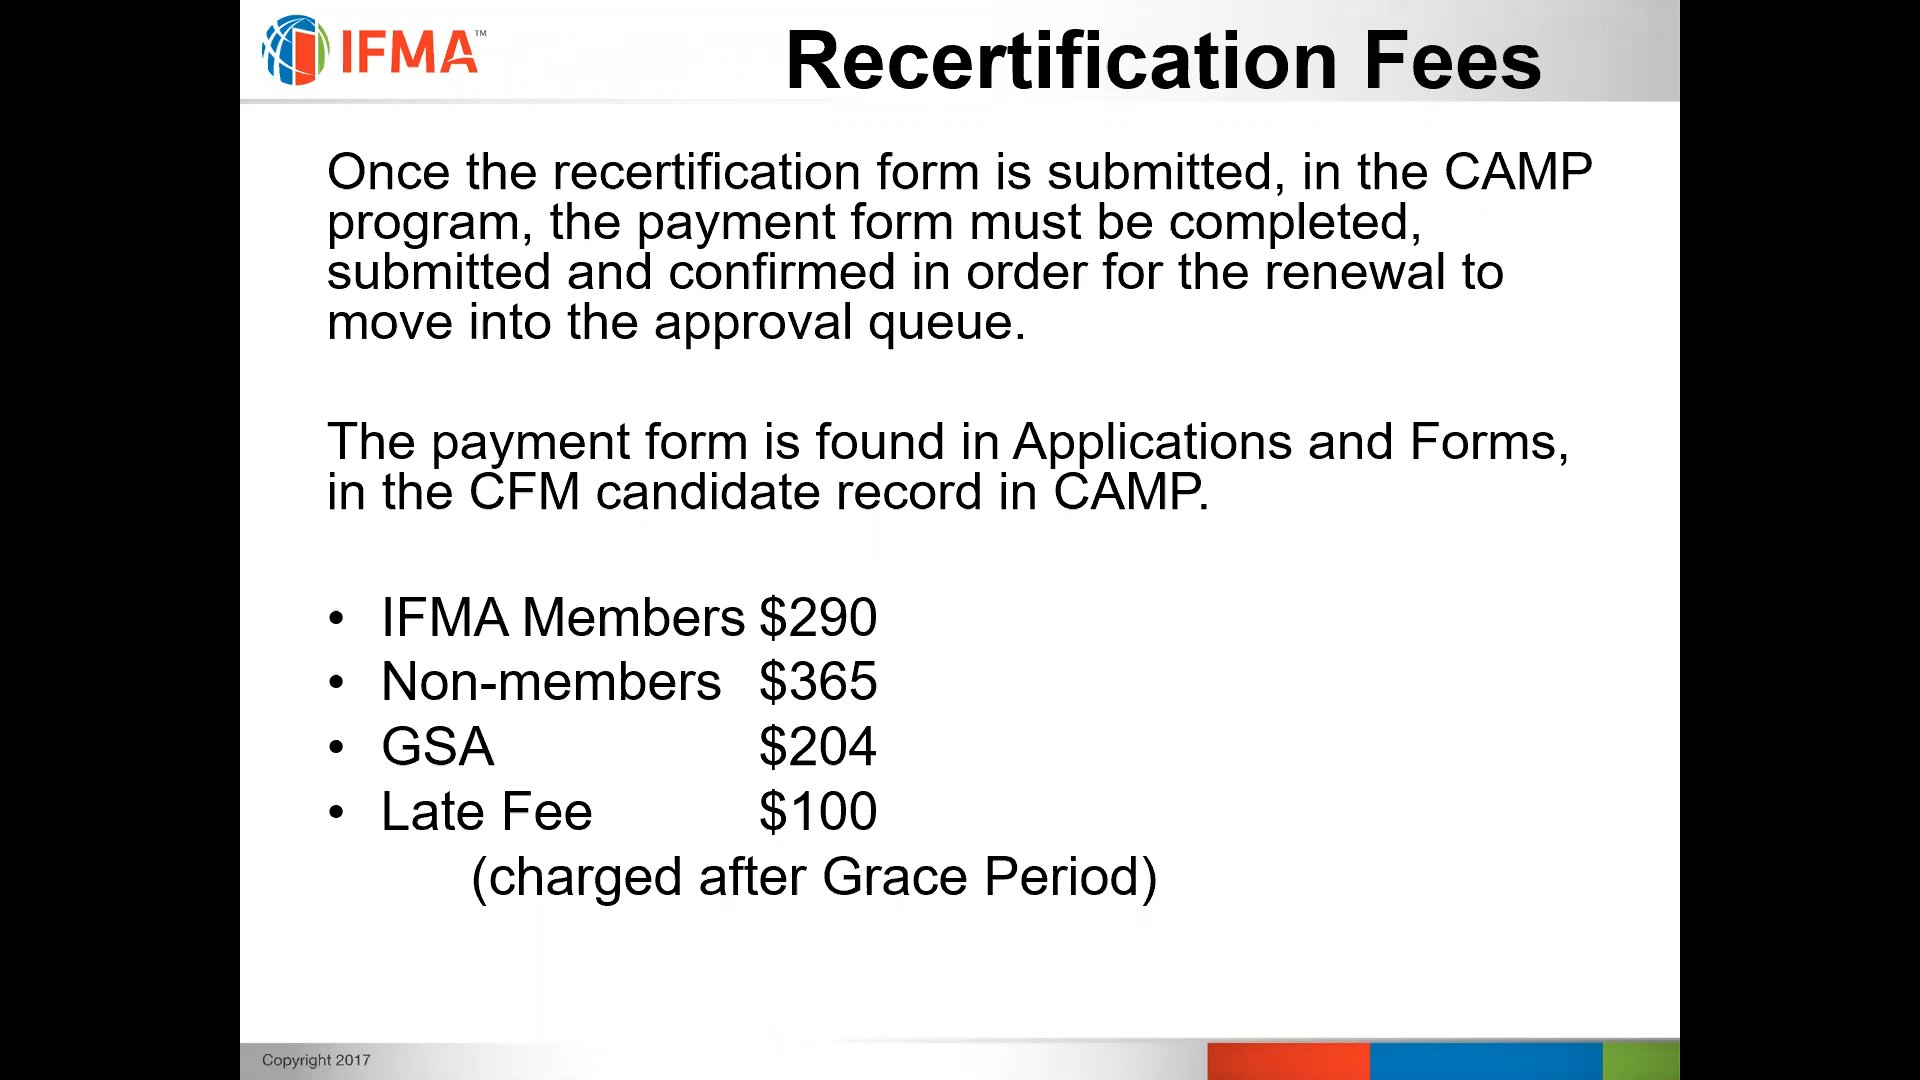 IFMA™
Recertification Fees
Once the recertification form is submitted, in the CAMP
program, the payment form must be completed,
submitted and confirmed in order for the renewal to
move into the approval queue.
The payment form is found in Applications and Forms,
in the CFM candidate record in CAMP.
• IFMA Members $290
• Non-members $365
• GSA $204
• Late Fee $100
(charged after Grace Period)
Copyright 2017